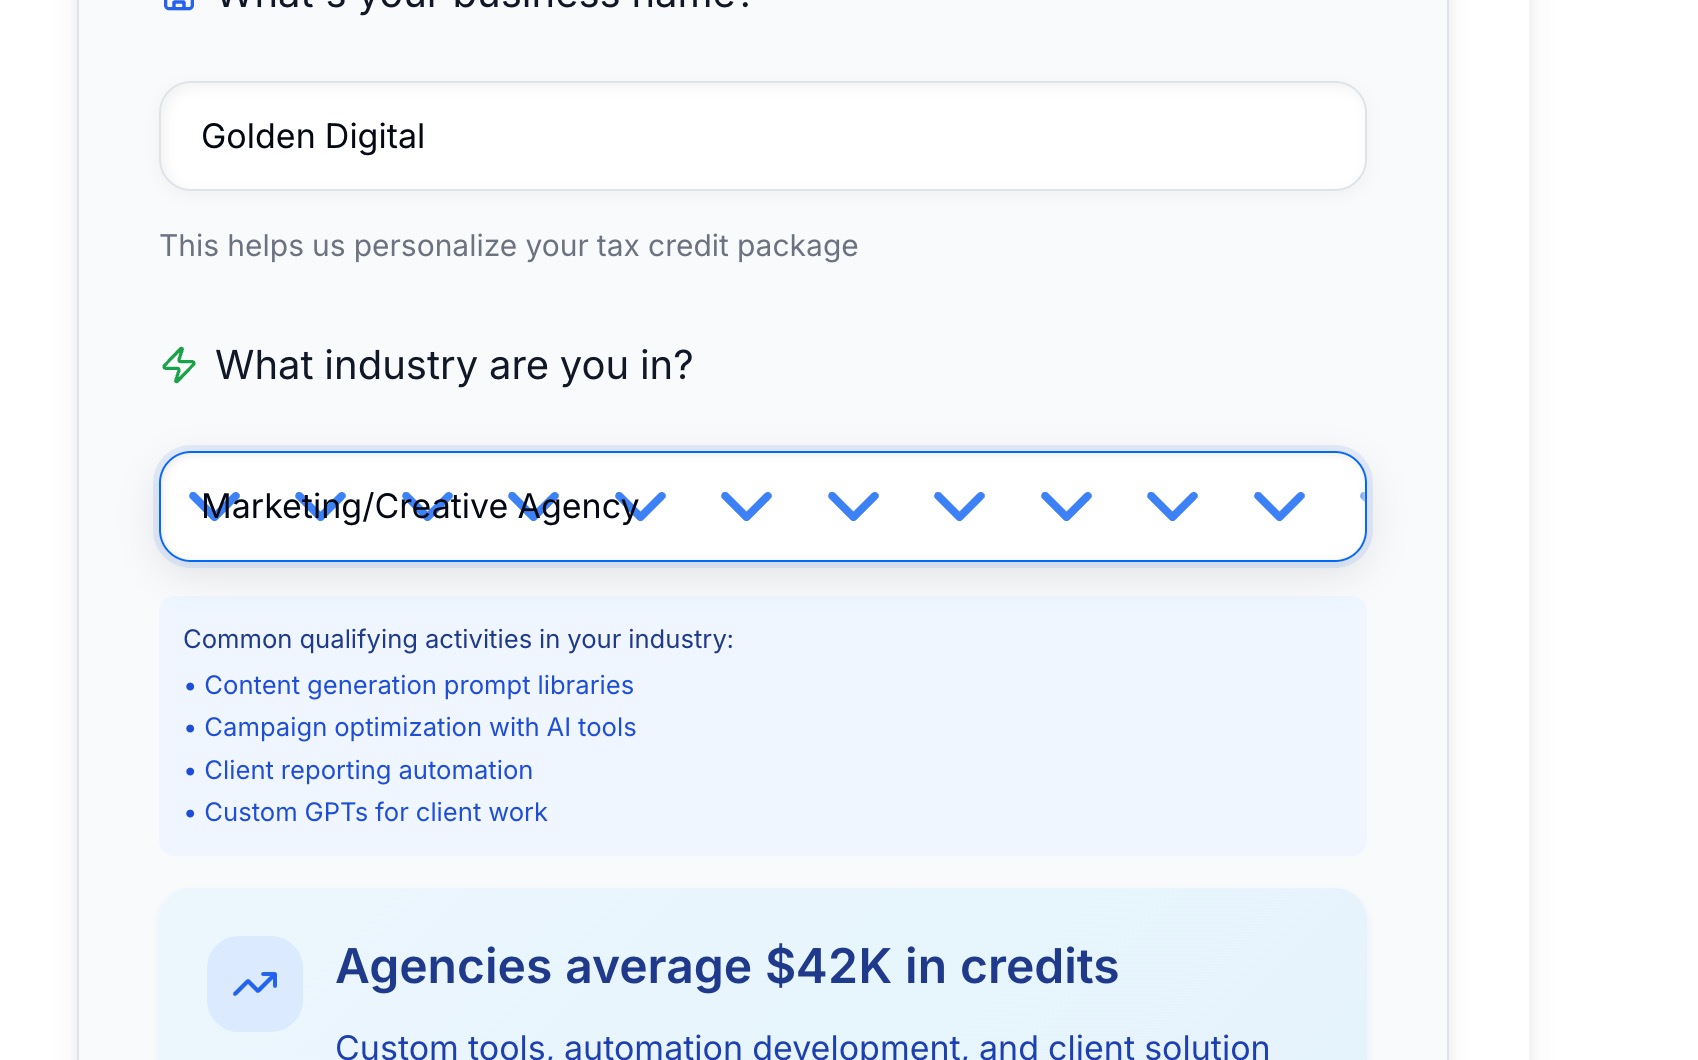 What's your business name?
Golden Digital
This helps us personalize your tax credit package
What industry are you in?
Marketing/Creative Agency
Common qualifying activities in your industry:
• Content generation prompt libraries
• Campaign optimization with AI tools
• Client reporting automation
• Custom GPTs for client work
Agencies average $42K in credits
Custom tools, automation development, and client solution